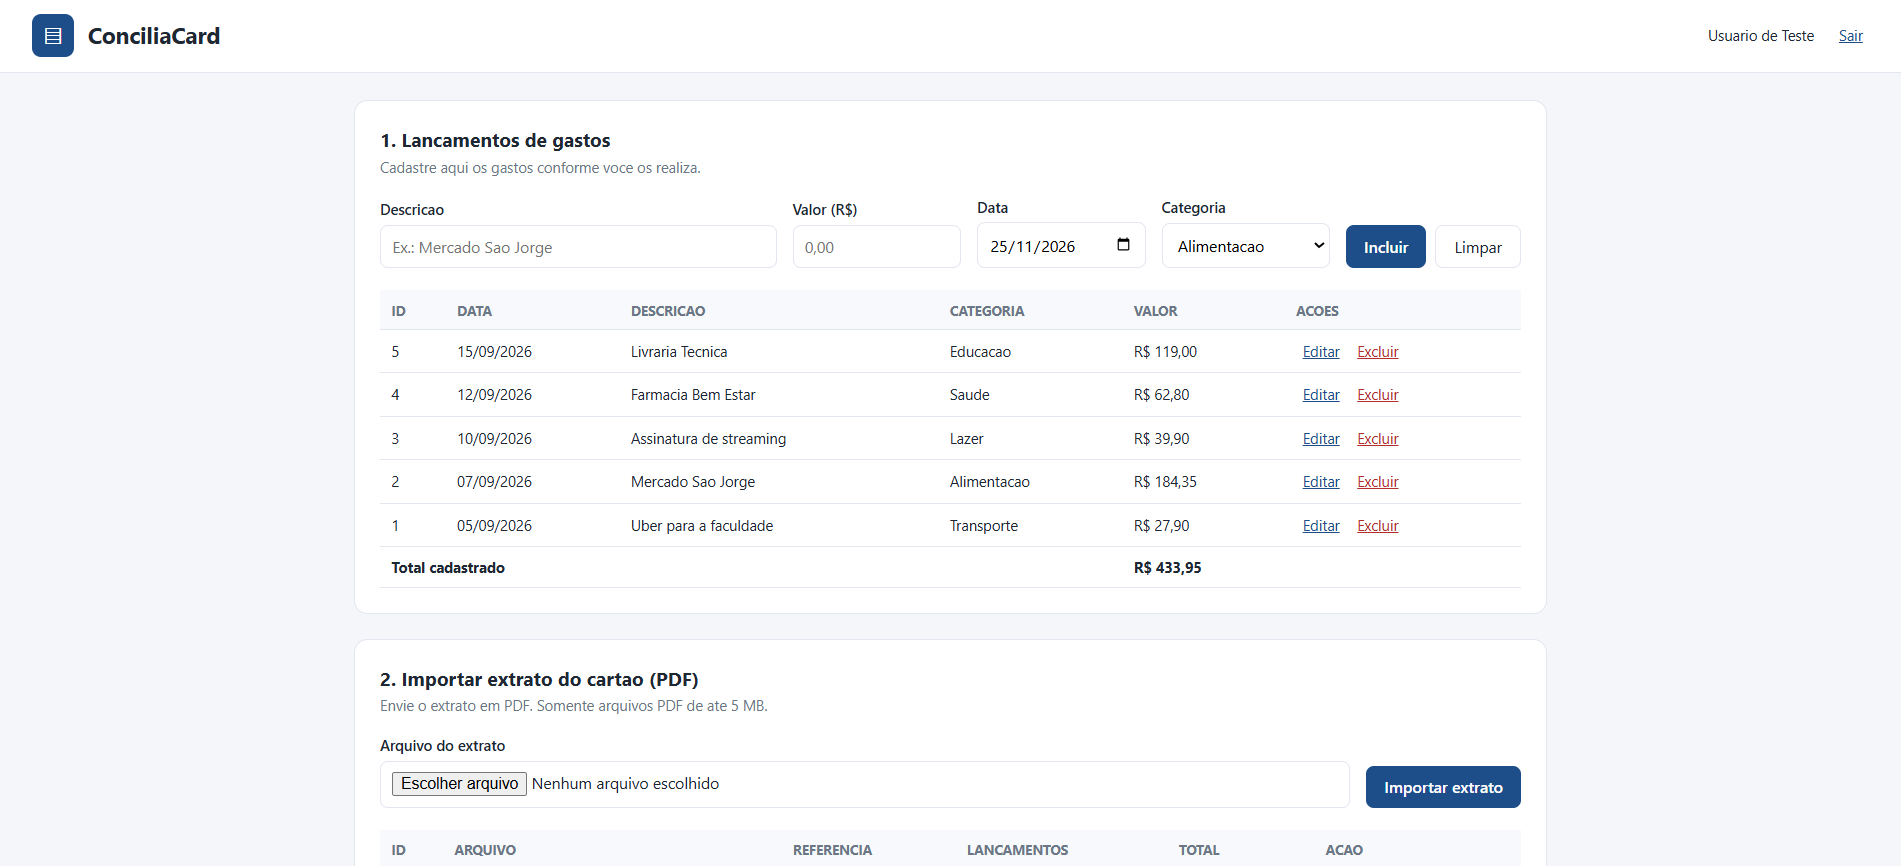 ConciliaCard
Usuario de Teste Sair
1. Lancamentos de gastos
Cadastre aqui os gastos conforme voce os realiza.
Descricao Valor (R$) Data Categoria
Ex.: Mercado Sao Jorge 0,00 25/11/2026 Alimentacao Incluir Limpar
ID DATA DESCRICAO CATEGORIA VALOR ACOES
5 15/09/2026 Livraria Tecnica Educacao R$ 119,00 Editar Excluir
4 12/09/2026 Farmacia Bem Estar Saude R$ 62,80 Editar Excluir
3 10/09/2026 Assinatura de streaming Lazer R$ 39,90 Editar Excluir
2 07/09/2026 Mercado Sao Jorge Alimentacao R$ 184,35 Editar Excluir
1 05/09/2026 Uber para a faculdade Transporte R$ 27,90 Editar Excluir
Total cadastrado R$ 433,95
2. Importar extrato do cartao (PDF)
Envie o extrato em PDF. Somente arquivos PDF de ate 5 MB.
Arquivo do extrato
Escolher arquivo Nenhum arquivo escolhido Importar extrato
ID ARQUIVO REFERENCIA LANCAMENTOS TOTAL ACAO